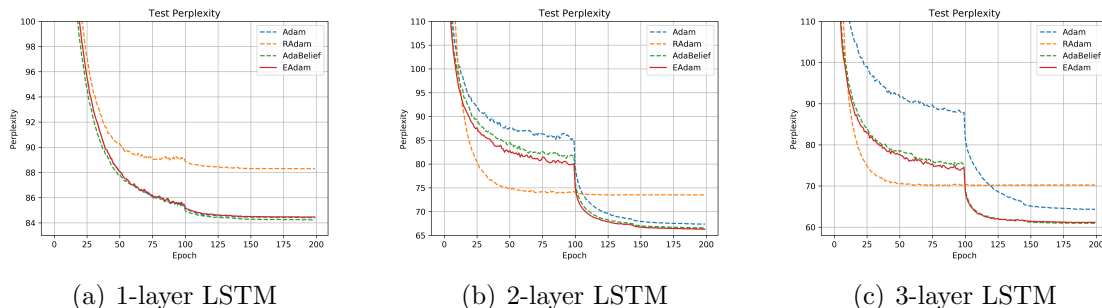 Test Perplexity
100
98
96
94
92
90
88
86
84
Perplexity
0 25 50 75 100 125 150 175 200
Epoch
Adam
RAdam
AdaBelief
EAdam
(a) 1-layer LSTM
Test Perplexity
110
105
100
95
90
85
80
75
70
65
Perplexity
0 25 50 75 100 125 150 175 200
Epoch
Adam
RAdam
AdaBelief
EAdam
(b) 2-layer LSTM
Test Perplexity
110
100
90
80
70
60
Perplexity
0 25 50 75 100 125 150 175 200
Epoch
Adam
RAdam
AdaBelief
EAdam
(c) 3-layer LSTM